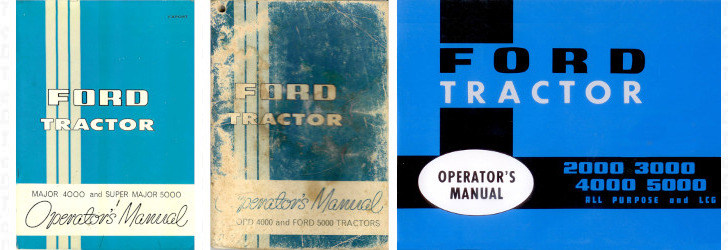 EXPORT
FORD
TRACTOR
MAJOR 4000 and SUPER MAJOR 5000
Operator's Manual
FORD
TRACTOR
Operator's Manual
FORD 4000 and FORD 5000 TRACTORS
FORD
TRACTOR
OPERATOR'S
MANUAL
2000 3000
4000 5000
ALL PURPOSE and LCG